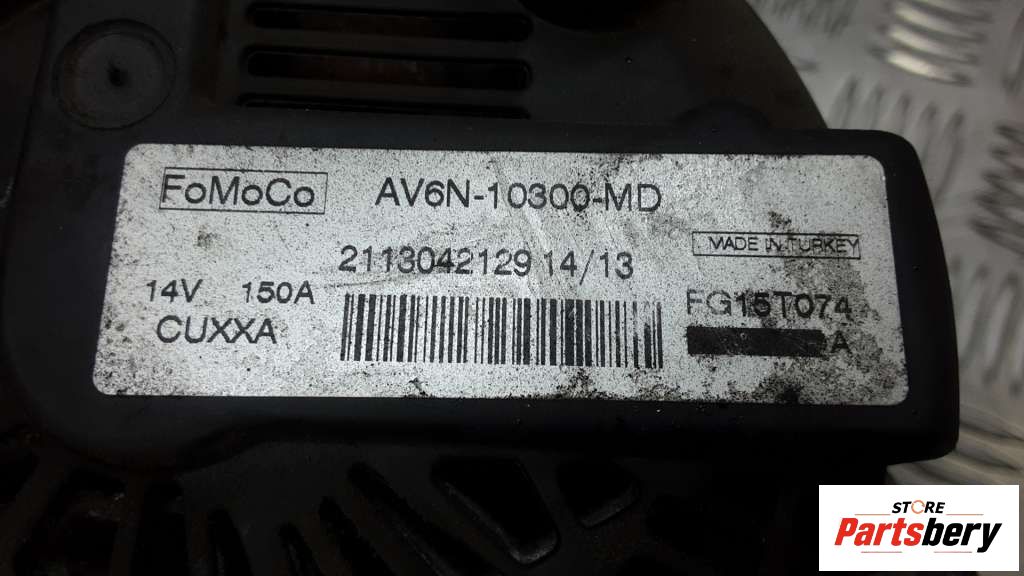 FoMoCo AV6N-10300-MD
2113042129 14/13
MADE IN TURKEY
14V 150A
FG15T074
CUXXA
A
STORE
Partsbery